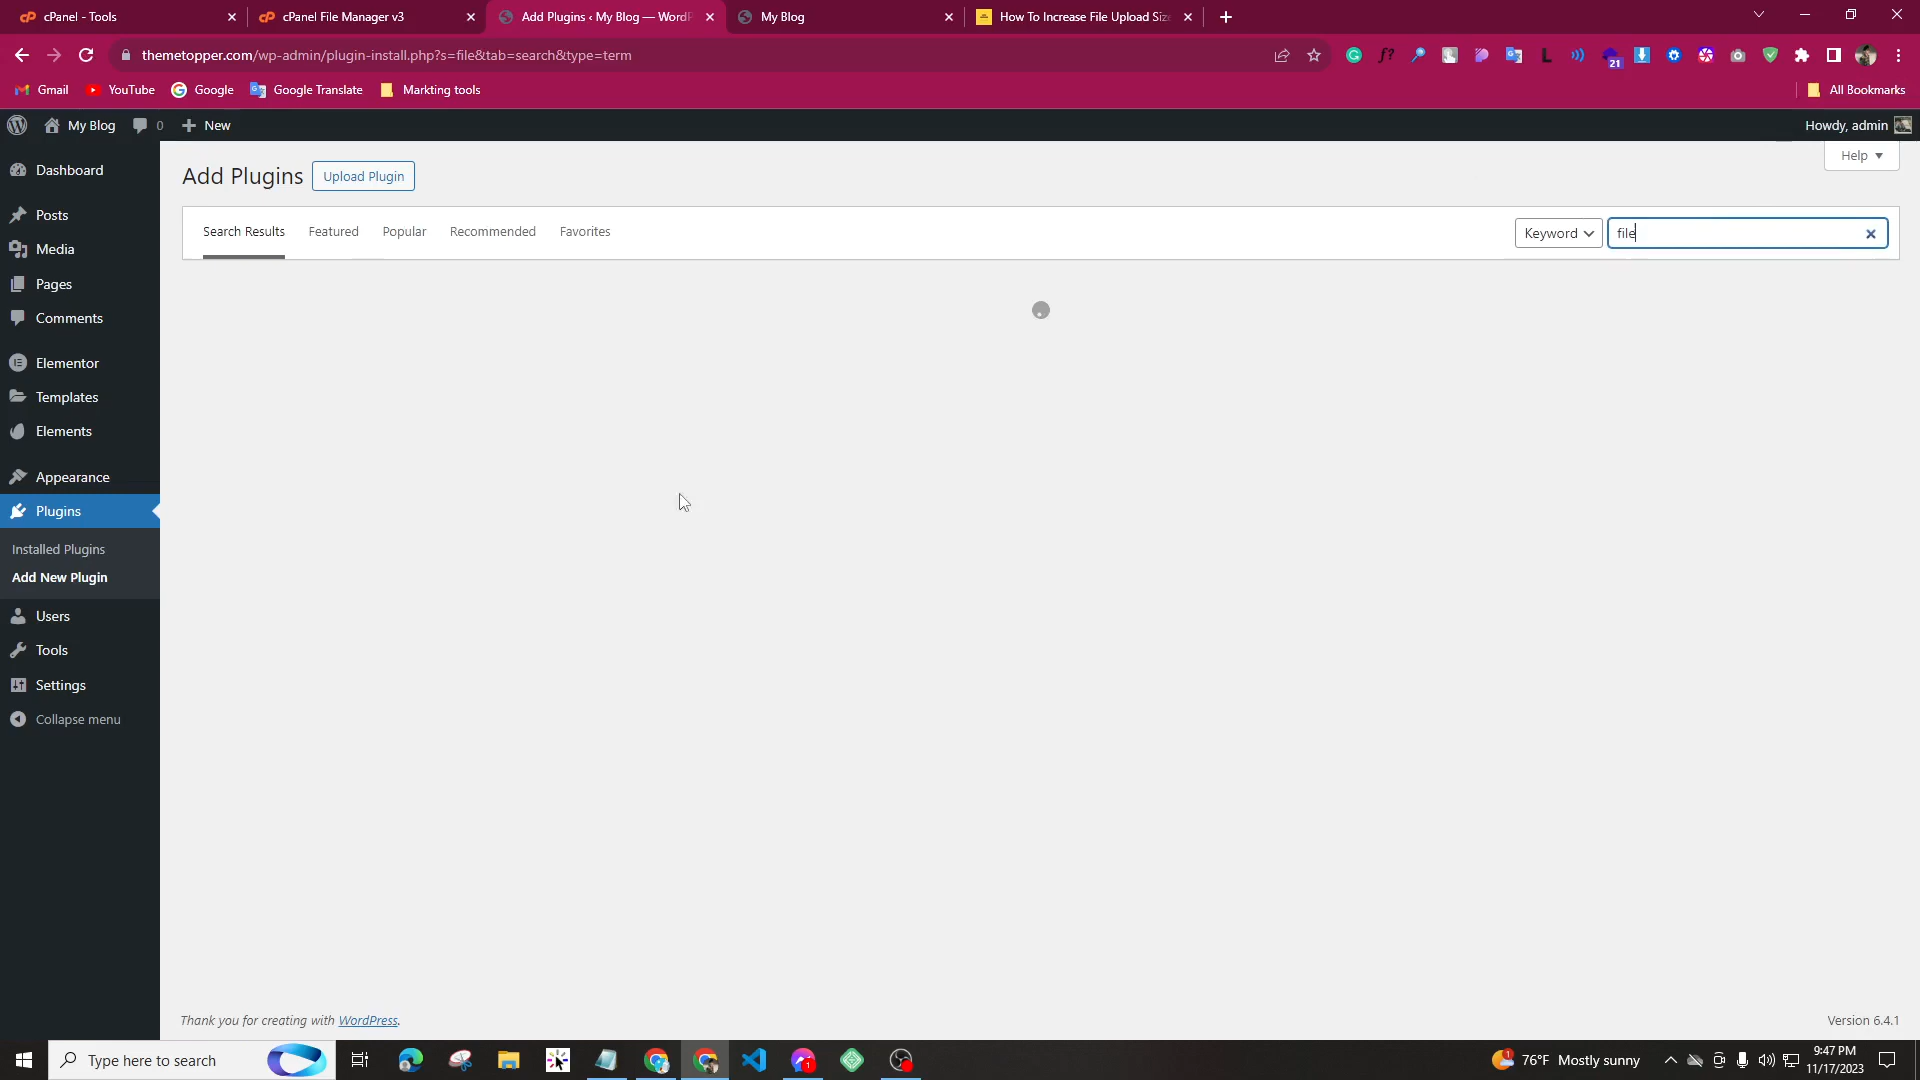 cPanel - Tools
cPanel File Manager v3
Add Plugins ‹ My Blog — WordP
My Blog
How To Increase File Upload Siz
themetopper.com/wp-admin/plugin-install.php?s=file&tab=search&type=term
21
Gmail
YouTube
Google
Google Translate
Markting tools
All Bookmarks
My Blog
0
New
Howdy, admin
Dashboard
Posts
Media
Pages
Comments
Elementor
Templates
Elements
Appearance
Plugins
Installed Plugins
Add New Plugin
Users
Tools
Settings
Collapse menu
Help
Add Plugins
Upload Plugin
Search Results
Featured
Popular
Recommended
Favorites
Keyword
file
Thank you for creating with WordPress.
Version 6.4.1
Type here to search
1
1
76°F Mostly sunny
9:47 PM
11/17/2023